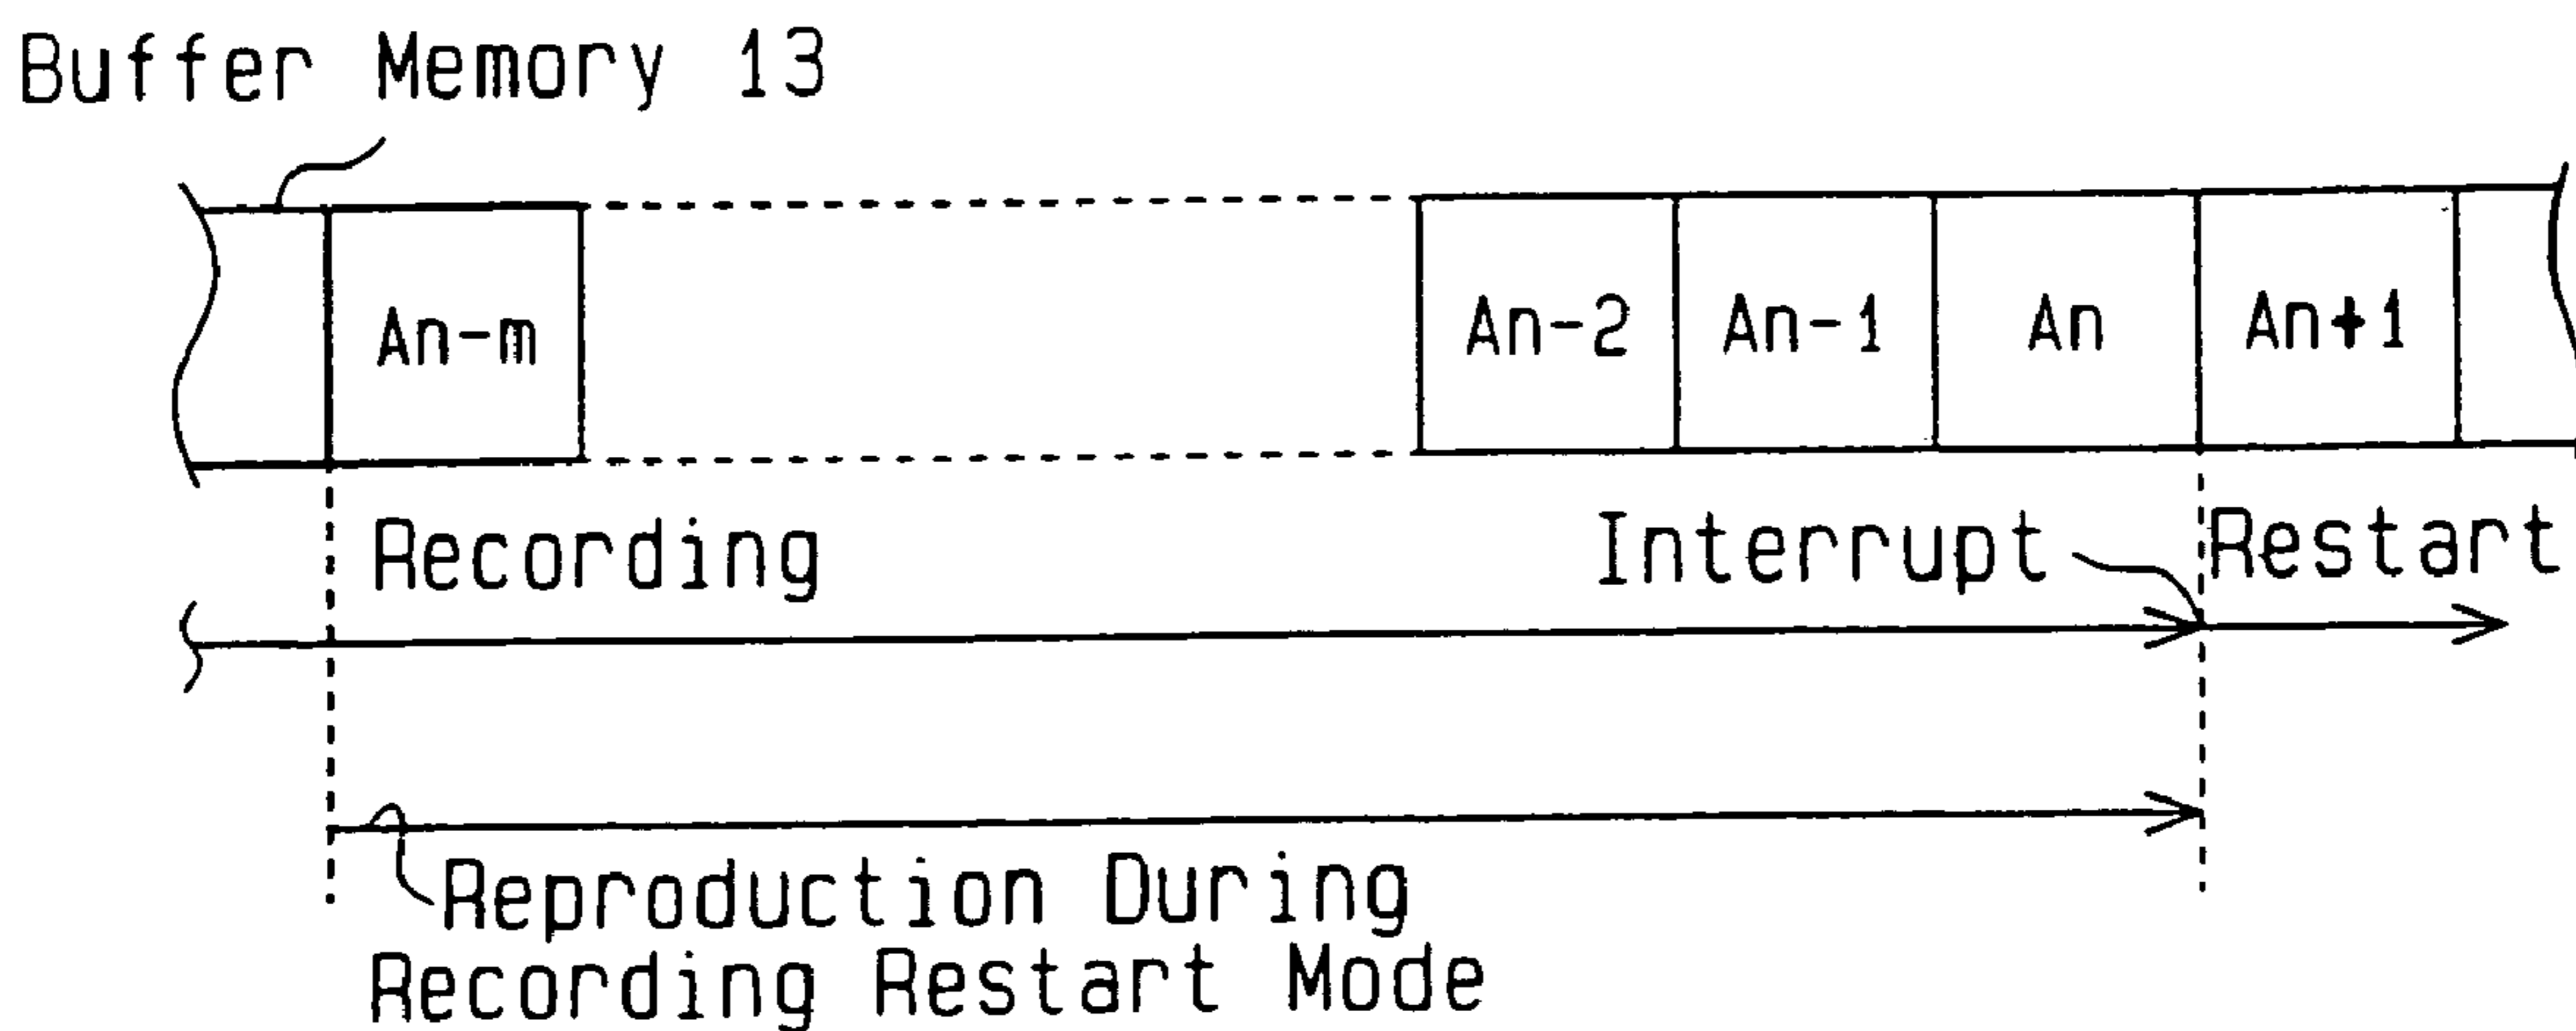 Buffer Memory 13
An-m An-2 An-1 An An+1
Recording Interrupt Restart
Reproduction During
Recording Restart Mode